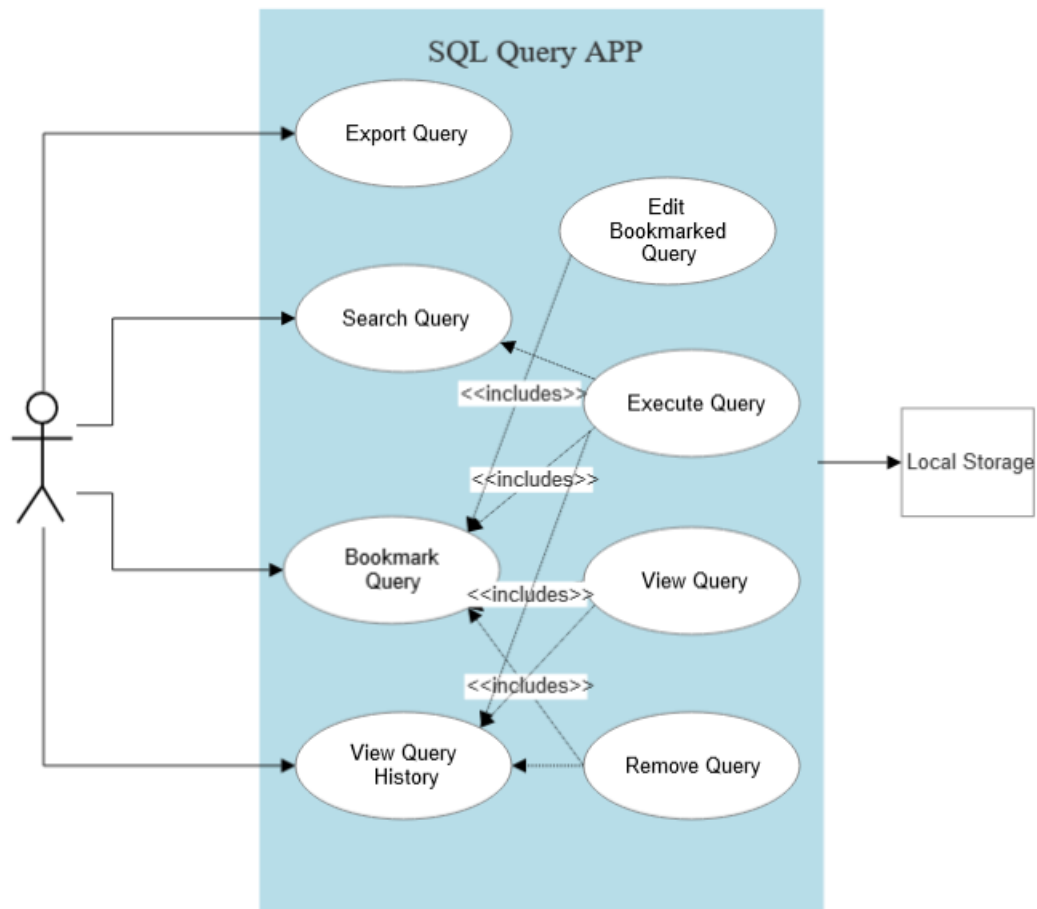 SQL Query APP
Export Query
Edit
Bookmarked
Query
Search Query
<<includes>>
Execute Query
Local Storage
<<includes>>
Bookmark
Query
<<includes>>
View Query
<<includes>>
View Query
History
Remove Query